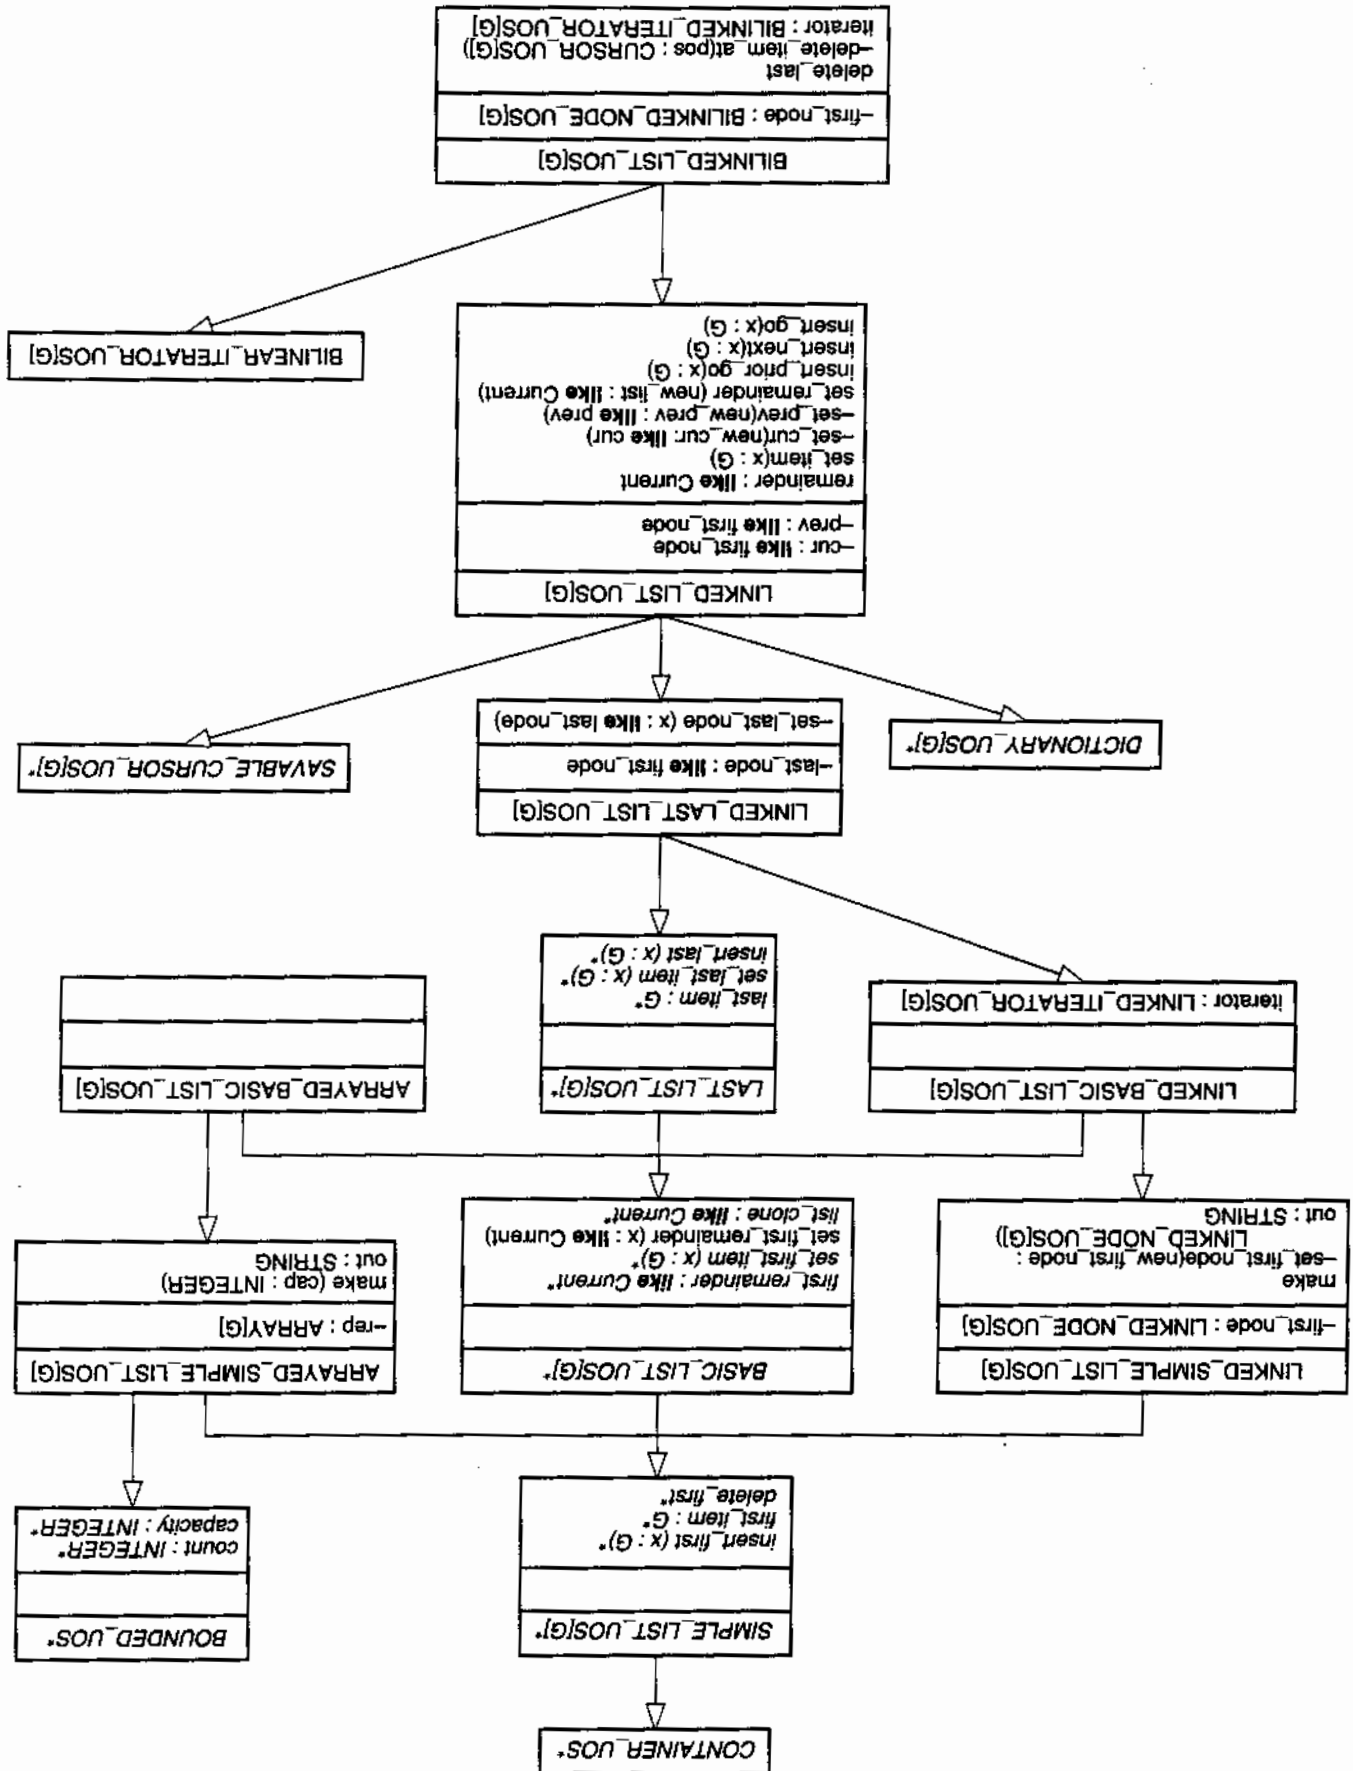 CONTAINER_UOS*
SIMPLE_LIST_UOS[G]*
insert_first (x : G)*
first_item : G*
delete_first*
BOUNDED_UOS*
count : INTEGER*
capacity : INTEGER*
LINKED_SIMPLE_LIST_UOS[G]
–first_node : LINKED_NODE_UOS[G]
make
–set_first_node(new_first_node :
LINKED_NODE_UOS[G])
out : STRING
BASIC_LIST_UOS[G]*
first_remainder : like Current*
set_first_item (x : G)*
set_first_remainder (x : like Current)
list_clone : like Current*
ARRAYED_SIMPLE_LIST_UOS[G]
–rep : ARRAY[G]
make (cap : INTEGER)
out : STRING
LINKED_BASIC_LIST_UOS[G]
iterator : LINKED_ITERATOR_UOS[G]
LAST_LIST_UOS[G]*
last_item : G*
set_last_item (x : G)*
insert_last (x : G)*
ARRAYED_BASIC_LIST_UOS[G]
LINKED_LAST_LIST_UOS[G]
–last_node : like first_node
–set_last_node (x : like last_node)
DICTIONARY_UOS[G]*
SAVABLE_CURSOR_UOS[G]*
LINKED_LIST_UOS[G]
–cur : like first_node
–prev : like first_node
remainder : like Current
set_item(x : G)
–set_cur(new_cur: like cur)
–set_prev(new_prev : like prev)
set_remainder (new_list : like Current)
insert_prior_go(x : G)
insert_next(x : G)
insert_go(x : G)
BILINEAR_ITERATOR_UOS[G]
BILINKED_LIST_UOS[G]
–first_node : BILINKED_NODE_UOS[G]
delete_last
–delete_item_at(pos : CURSOR_UOS[G])
iterator : BILINKED_ITERATOR_UOS[G]